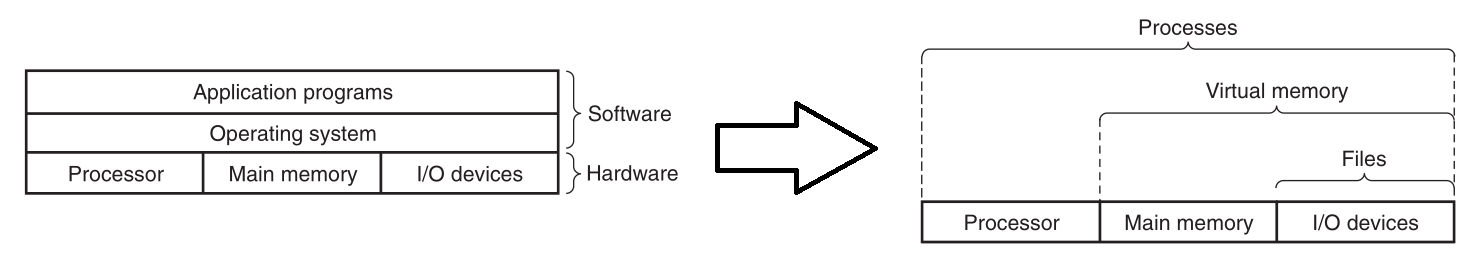 Application programs
Operating system
Software
Processor
Main memory
I/O devices
Hardware
Processes
Virtual memory
Files
Processor
Main memory
I/O devices